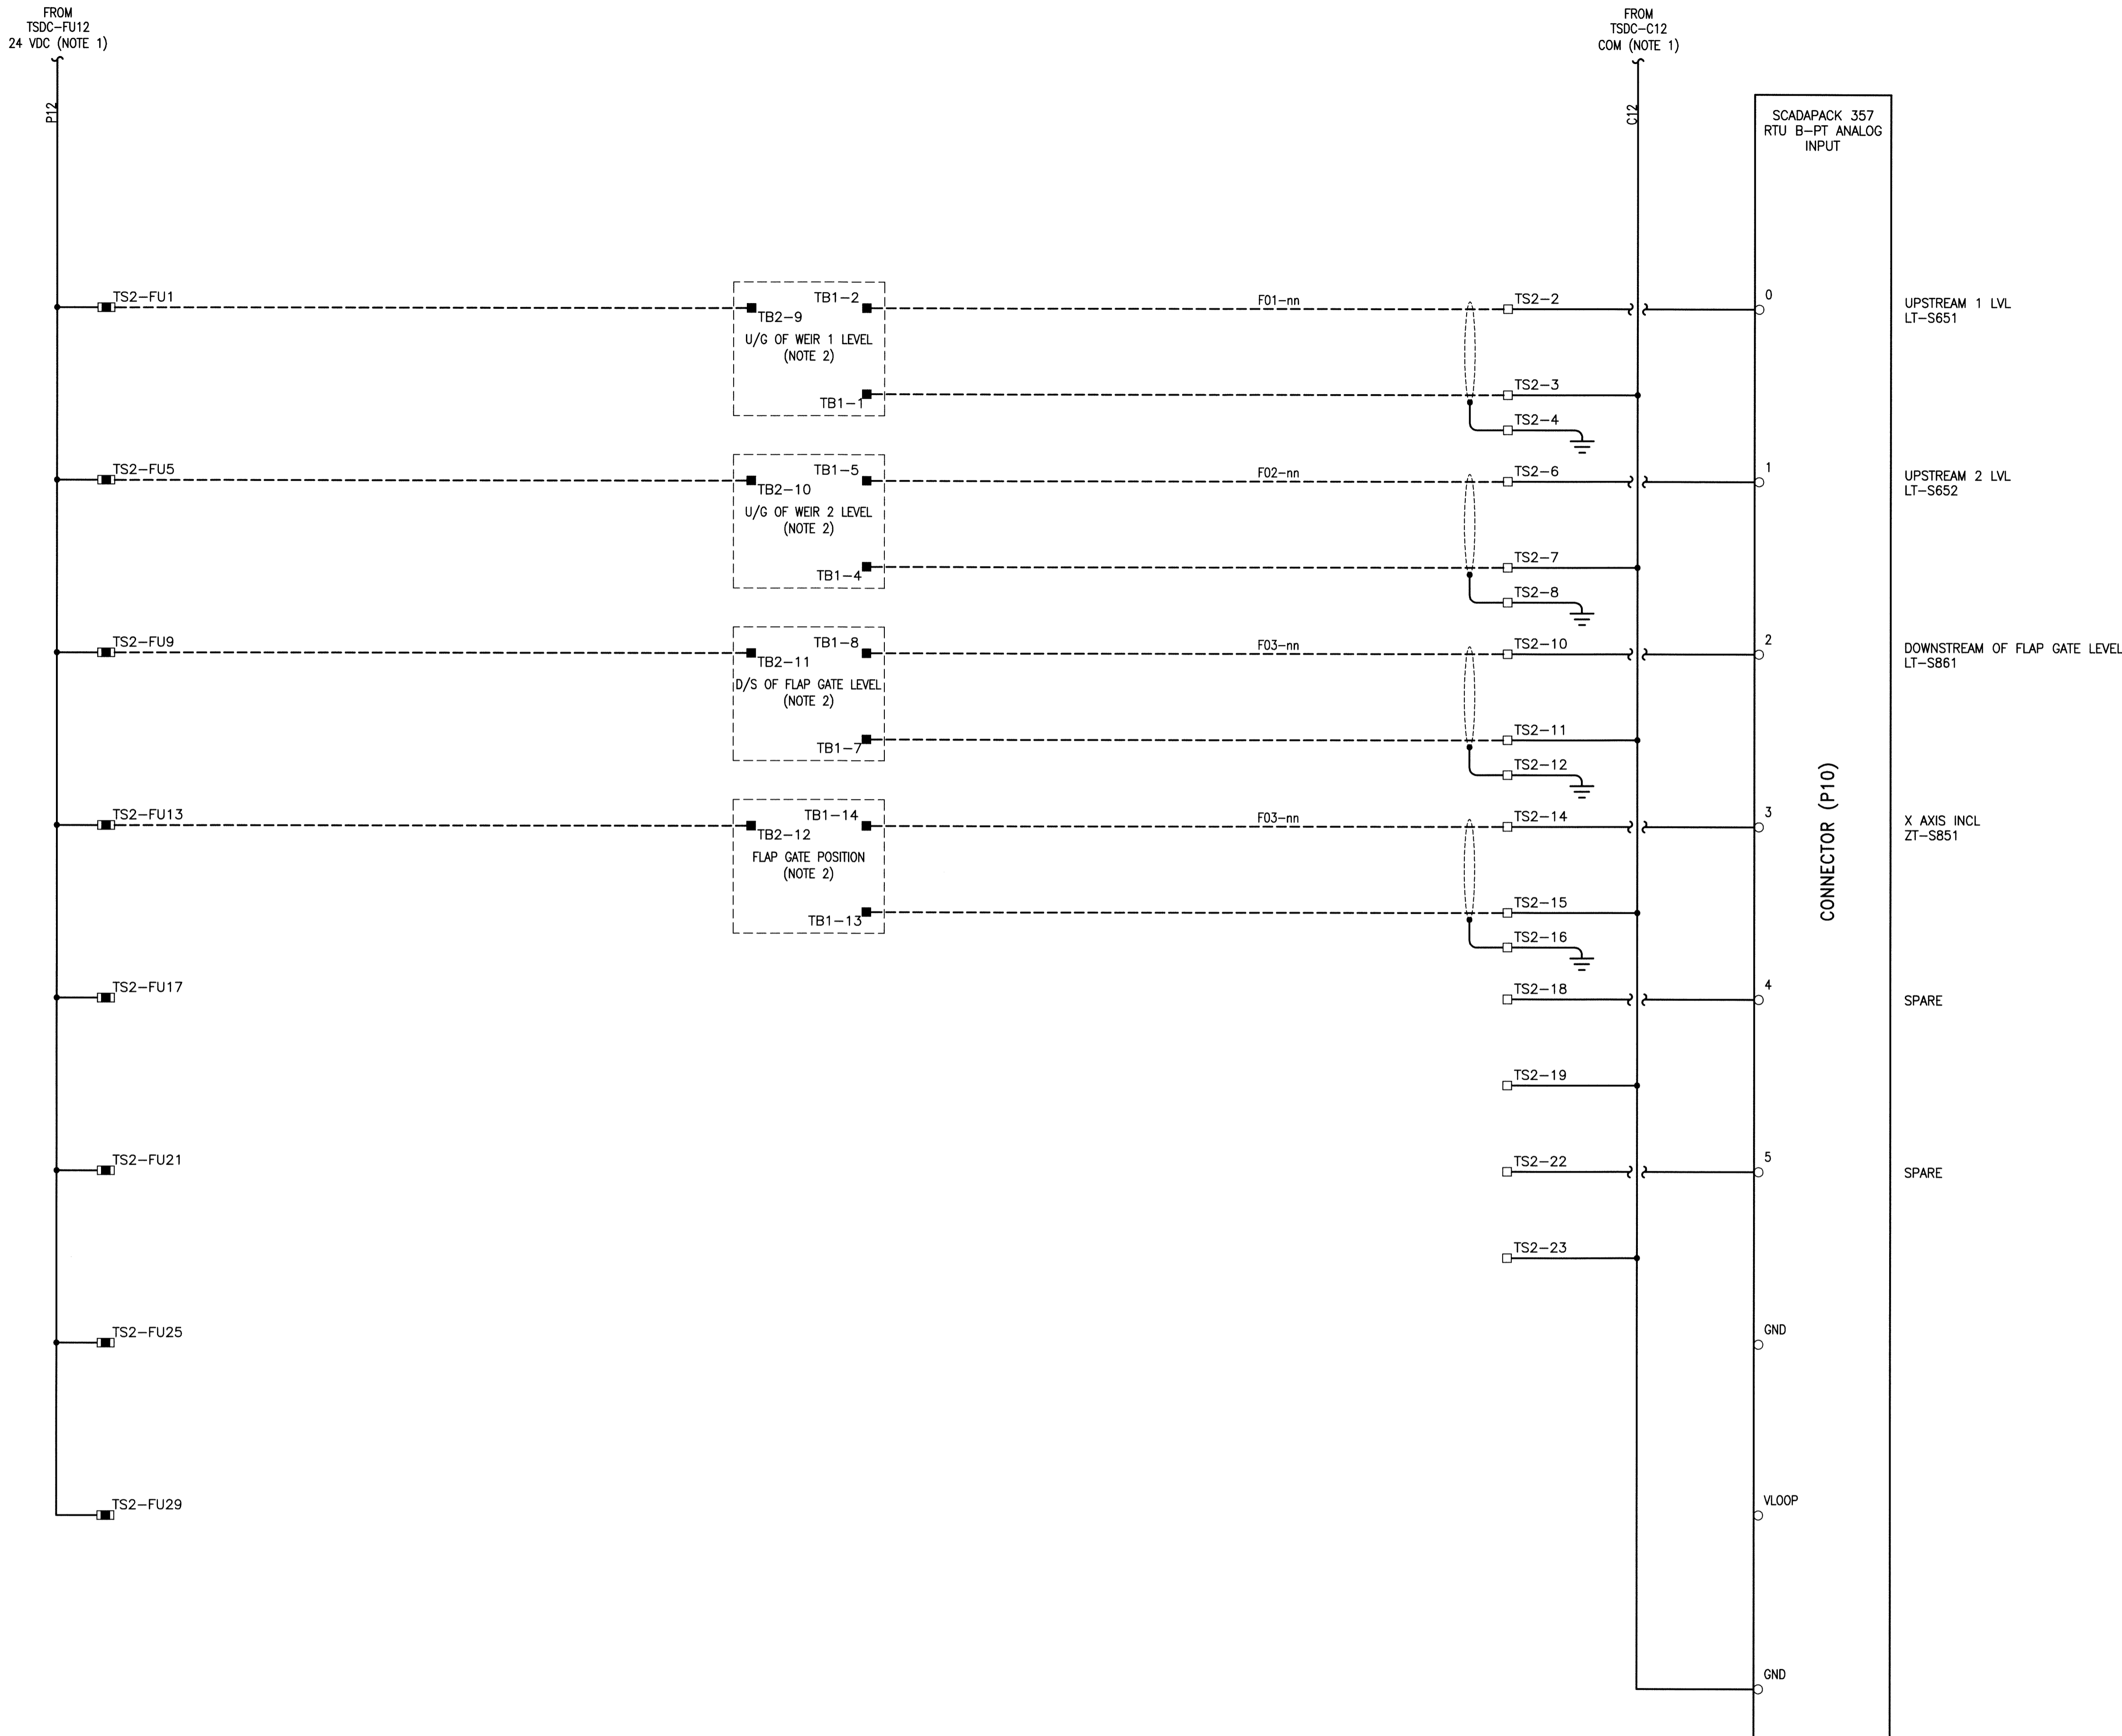 FROM
TSDC-FU12
24 VDC (NOTE 1)
P12
FROM
TSDC-C12
COM (NOTE 1)
C12
SCADAPACK 357
RTU B-PT ANALOG
INPUT
CONNECTOR (P10)
TS2-FU1
TB2-9
TB1-2
U/G OF WEIR 1 LEVEL
(NOTE 2)
TB1-1
F01-nn
TS2-2
TS2-3
TS2-4
0
UPSTREAM 1 LVL
LT-S651
TS2-FU5
TB2-10
TB1-5
U/G OF WEIR 2 LEVEL
(NOTE 2)
TB1-4
F02-nn
TS2-6
TS2-7
TS2-8
1
UPSTREAM 2 LVL
LT-S652
TS2-FU9
TB2-11
TB1-8
D/S OF FLAP GATE LEVEL
(NOTE 2)
TB1-7
F03-nn
TS2-10
TS2-11
TS2-12
2
DOWNSTREAM OF FLAP GATE LEVEL
LT-S861
TS2-FU13
TB2-12
TB1-14
FLAP GATE POSITION
(NOTE 2)
TB1-13
F03-nn
TS2-14
TS2-15
TS2-16
3
X AXIS INCL
ZT-S851
TS2-FU17
TS2-18
4
SPARE
TS2-19
TS2-FU21
TS2-22
5
SPARE
TS2-23
TS2-FU25
GND
TS2-FU29
VLOOP
GND